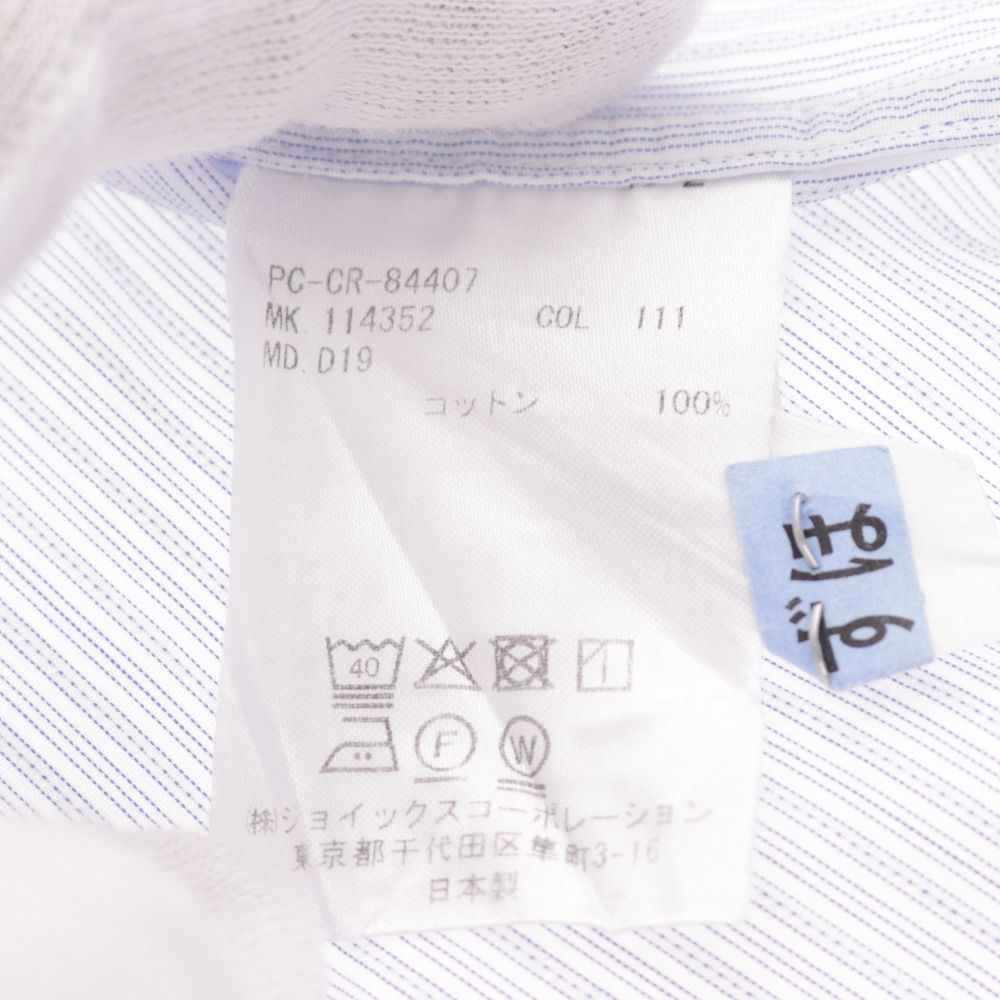 PC-CR-84407
MK. 114352 COL 111
MD. D19
コットン 100%
40
F
W
㈱ジョイックスコーポレーション
東京都千代田区隼町3-16
日本製